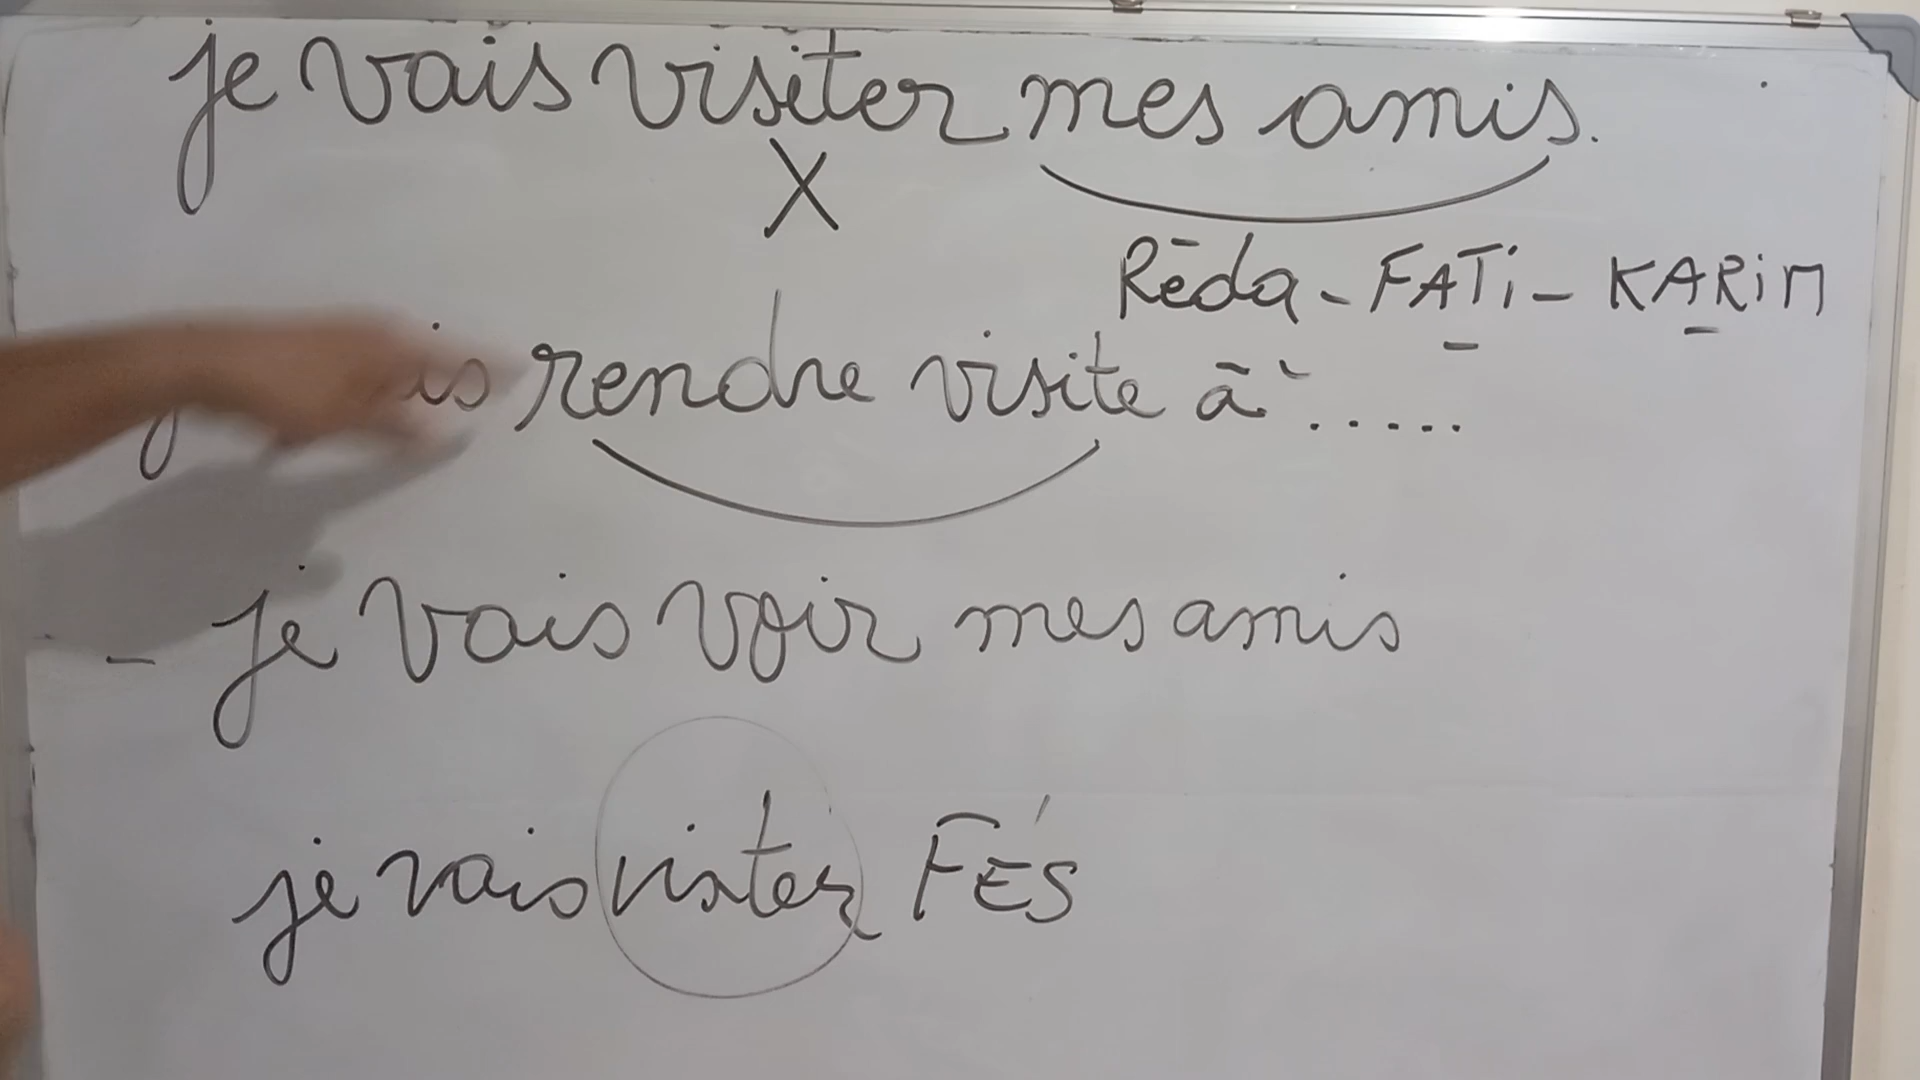 je vais visiter mes amis.
X
Réda - FATi - KARiM
is rendre visite à .....
- je vais voir mes amis
je vais visiter FÉS